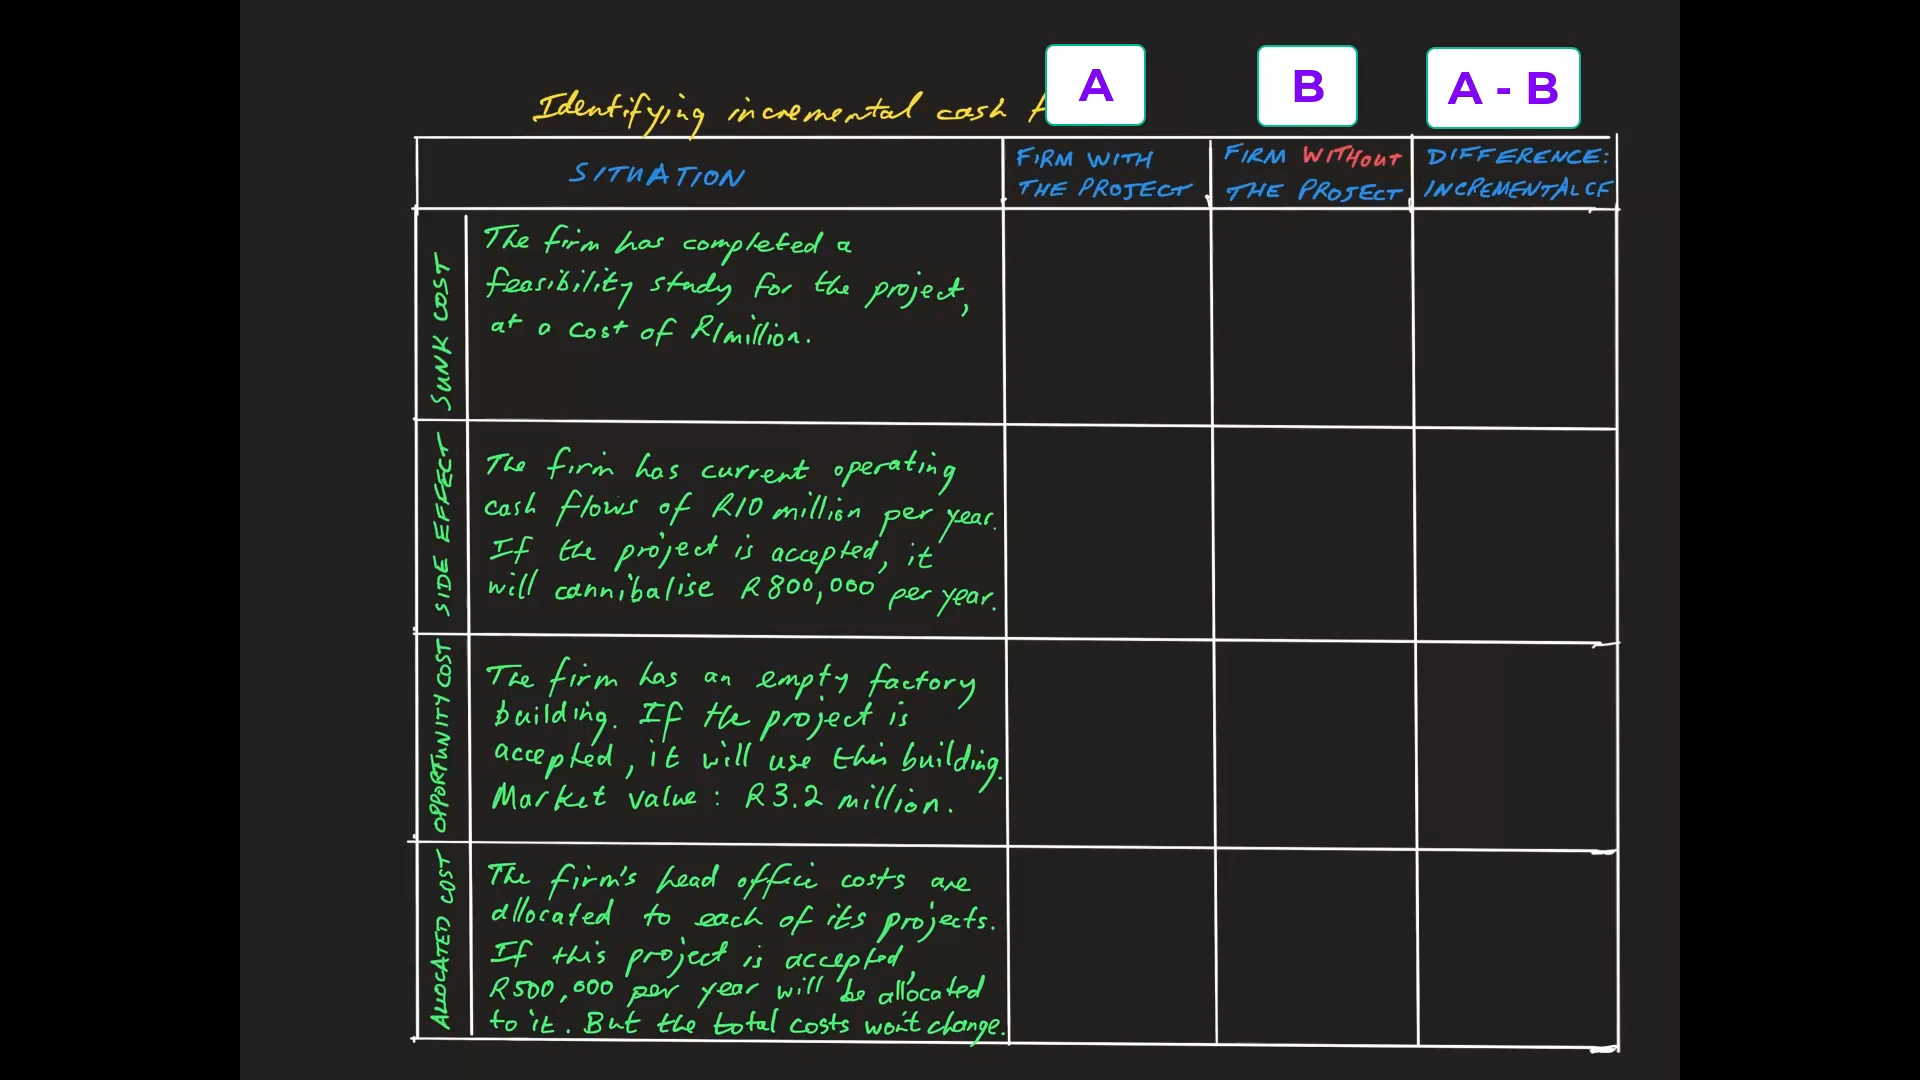 A
B
A - B
Identifying incremental cash f
SITUATION
FIRM WITH
THE PROJECT
FIRM WITHOUT
THE PROJECT
DIFFERENCE:
INCREMENTAL CF
SUNK COST
The firm has completed a
feasibility study for the project,
at a cost of R1million.
SIDE EFFECT
The firm has current operating
cash flows of R10 million per year.
If the project is accepted, it
will cannibalise R800,000 per year.
OPPORTUNITY COST
The firm has an empty factory
building. If the project is
accepted, it will use this building.
Market value : R3.2 million.
ALLOCATED COST
The firm's head office costs are
allocated to each of its projects.
If this project is accepted,
R500,000 per year will be allocated
to it. But the total costs won't change.